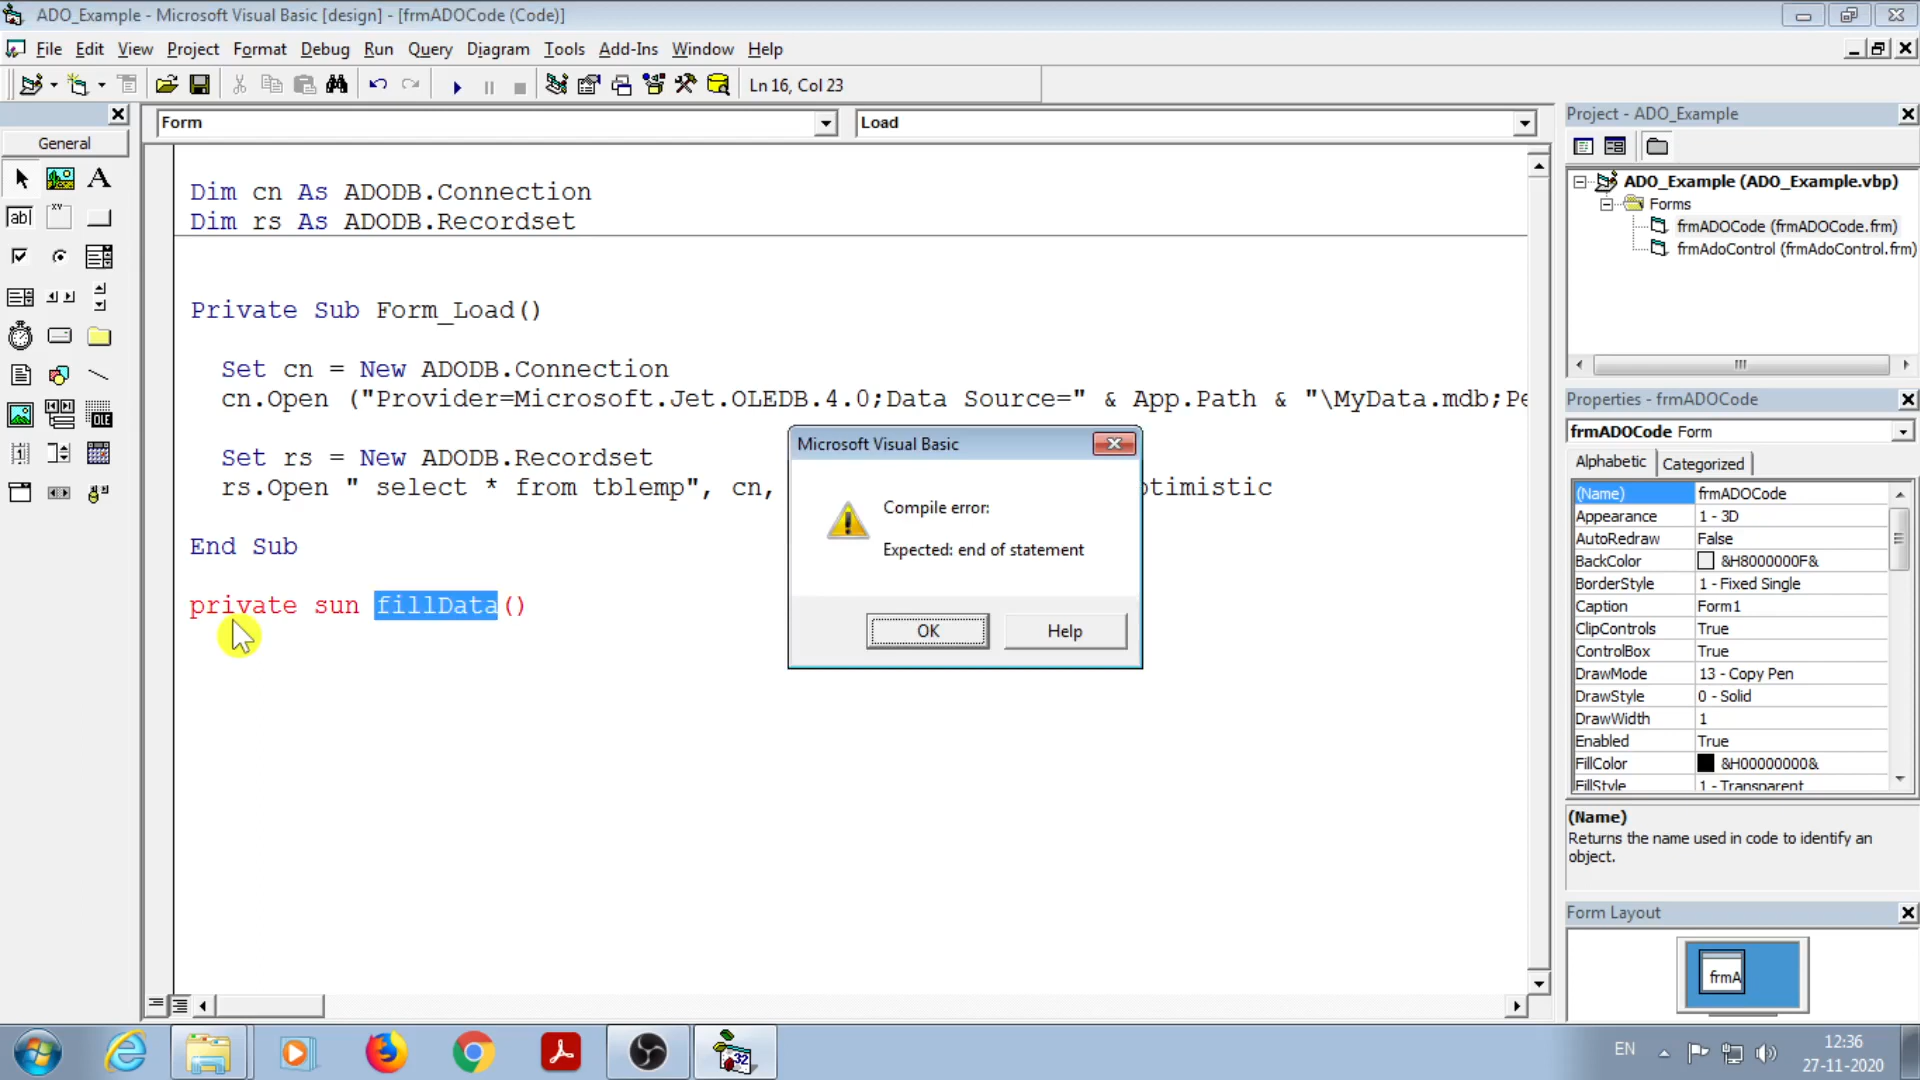 ADO_Example - Microsoft Visual Basic [design] - [frmADOCode (Code)]
File Edit View Project Format Debug Run Query Diagram Tools Add-Ins Window Help
Ln 16, Col 23
General
Form
Load
Dim cn As ADODB.Connection
Dim rs As ADODB.Recordset
Private Sub Form_Load()
Set cn = New ADODB.Connection
cn.Open ("Provider=Microsoft.Jet.OLEDB.4.0;Data Source=" & App.Path & "\MyData.mdb;Pe
Set rs = New ADODB.Recordset
rs.Open " select * from tblemp", cn, timistic
End Sub
private sun fillData()
Microsoft Visual Basic
Compile error:
Expected: end of statement
OK
Help
Project - ADO_Example
ADO_Example (ADO_Example.vbp)
Forms
frmADOCode (frmADOCode.frm)
frmAdoControl (frmAdoControl.frm)
Properties - frmADOCode
frmADOCode Form
Alphabetic Categorized
(Name) frmADOCode
Appearance 1 - 3D
AutoRedraw False
BackColor &H8000000F&
BorderStyle 1 - Fixed Single
Caption Form1
ClipControls True
ControlBox True
DrawMode 13 - Copy Pen
DrawStyle 0 - Solid
DrawWidth 1
Enabled True
FillColor &H00000000&
FillStyle 1 - Transparent
(Name)
Returns the name used in code to identify an
object.
Form Layout
frmA
EN
12:36
27-11-2020